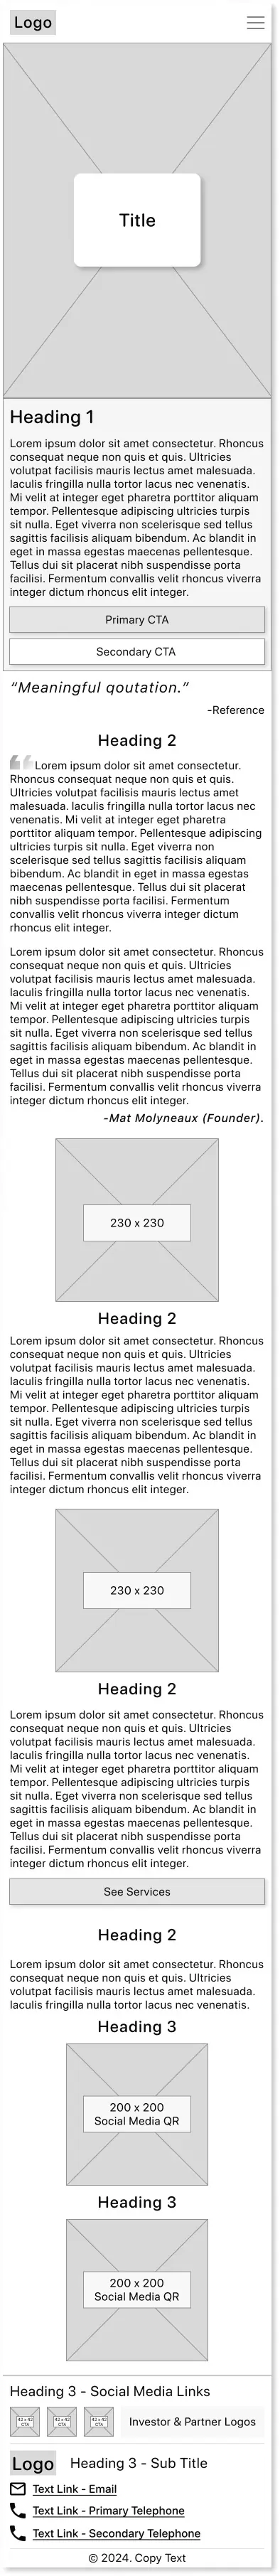 Logo
Title
Heading 1
Lorem ipsum dolor sit amet consectetur. Rhoncus
consequat neque non quis et quis. Ultricies
volutpat facilisis mauris lectus amet malesuada.
Iaculis fringilla nulla tortor lacus nec venenatis.
Mi velit at integer eget pharetra porttitor aliquam
tempor. Pellentesque adipiscing ultricies turpis
sit nulla. Eget viverra non scelerisque sed tellus
sagittis facilisis aliquam bibendum. Ac blandit in
eget in massa egestas maecenas pellentesque.
Tellus dui sit placerat nibh suspendisse porta
facilisi. Fermentum convallis velit rhoncus viverra
integer dictum rhoncus elit integer.
Primary CTA
Secondary CTA
“Meaningful qoutation.”
-Reference
Heading 2
Lorem ipsum dolor sit amet consectetur.
Rhoncus consequat neque non quis et quis.
Ultricies volutpat facilisis mauris lectus amet
malesuada. Iaculis fringilla nulla tortor lacus nec
venenatis. Mi velit at integer eget pharetra
porttitor aliquam tempor. Pellentesque adipiscing
ultricies turpis sit nulla. Eget viverra non
scelerisque sed tellus sagittis facilisis aliquam
bibendum. Ac blandit in eget in massa egestas
maecenas pellentesque. Tellus dui sit placerat
nibh suspendisse porta facilisi. Fermentum
convallis velit rhoncus viverra integer dictum
rhoncus elit integer.
Lorem ipsum dolor sit amet consectetur. Rhoncus
consequat neque non quis et quis. Ultricies
volutpat facilisis mauris lectus amet malesuada.
Iaculis fringilla nulla tortor lacus nec venenatis.
Mi velit at integer eget pharetra porttitor aliquam
tempor. Pellentesque adipiscing ultricies turpis
sit nulla. Eget viverra non scelerisque sed tellus
sagittis facilisis aliquam bibendum. Ac blandit in
eget in massa egestas maecenas pellentesque.
Tellus dui sit placerat nibh suspendisse porta
facilisi. Fermentum convallis velit rhoncus viverra
integer dictum rhoncus elit integer.
-Mat Molyneaux (Founder).
230 x 230
Heading 2
Lorem ipsum dolor sit amet consectetur. Rhoncus
consequat neque non quis et quis. Ultricies
volutpat facilisis mauris lectus amet malesuada.
Iaculis fringilla nulla tortor lacus nec venenatis.
Mi velit at integer eget pharetra porttitor aliquam
tempor. Pellentesque adipiscing ultricies turpis
sit nulla. Eget viverra non scelerisque sed tellus
sagittis facilisis aliquam bibendum. Ac blandit in
eget in massa egestas maecenas pellentesque.
Tellus dui sit placerat nibh suspendisse porta
facilisi. Fermentum convallis velit rhoncus viverra
integer dictum rhoncus elit integer.
230 x 230
Heading 2
Lorem ipsum dolor sit amet consectetur. Rhoncus
consequat neque non quis et quis. Ultricies
volutpat facilisis mauris lectus amet malesuada.
Iaculis fringilla nulla tortor lacus nec venenatis.
Mi velit at integer eget pharetra porttitor aliquam
tempor. Pellentesque adipiscing ultricies turpis
sit nulla. Eget viverra non scelerisque sed tellus
sagittis facilisis aliquam bibendum. Ac blandit in
eget in massa egestas maecenas pellentesque.
Tellus dui sit placerat nibh suspendisse porta
facilisi. Fermentum convallis velit rhoncus viverra
integer dictum rhoncus elit integer.
See Services
Heading 2
Lorem ipsum dolor sit amet consectetur. Rhoncus
consequat neque non quis et quis. Ultricies
volutpat facilisis mauris lectus amet malesuada.
Iaculis fringilla nulla tortor lacus nec venenatis.
Heading 3
200 x 200
Social Media QR
Heading 3
200 x 200
Social Media QR
Heading 3 - Social Media Links
42 x 42
CTA
42 x 42
CTA
42 x 42
CTA
Investor & Partner Logos
Logo
Heading 3 - Sub Title
Text Link - Email
Text Link - Primary Telephone
Text Link - Secondary Telephone
© 2024. Copy Text